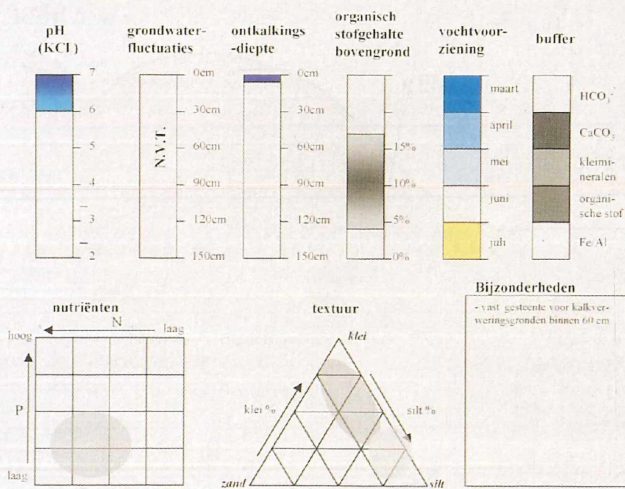 pH
(KCl)
grondwater-
fluctuaties
ontkalkings
-diepte
organisch
stofgehalte
bovengrond
vochtvoor-
ziening
buffer
7
6
5
4
3
2
N.V.T.
0cm
30cm
60cm
90cm
120cm
150cm
0cm
30cm
60cm
90cm
120cm
150cm
15%
10%
5%
0%
maart
april
mei
juni
juli
HCO₃⁻
CaCO₃
kleimi-
neralen
organi-
sche stof
Fe/Al
nutriënten
hoog
N
laag
P
laag
textuur
klei
klei %
silt %
zand
silt
Bijzonderheden
- vast gesteente voor kalkver-
weringsgronden binnen 60 cm